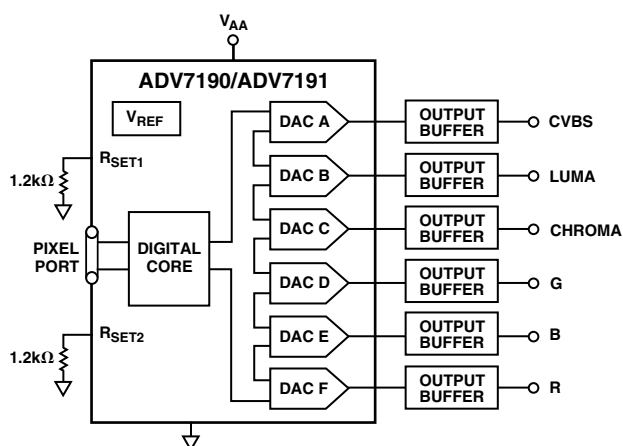 VAA
ADV7190/ADV7191
VREF
DAC A
OUTPUT
BUFFER
CVBS
RSET1
1.2kΩ
DAC B
OUTPUT
BUFFER
LUMA
DAC C
OUTPUT
BUFFER
CHROMA
PIXEL
PORT
DIGITAL
CORE
DAC D
OUTPUT
BUFFER
G
RSET2
1.2kΩ
DAC E
OUTPUT
BUFFER
B
DAC F
OUTPUT
BUFFER
R